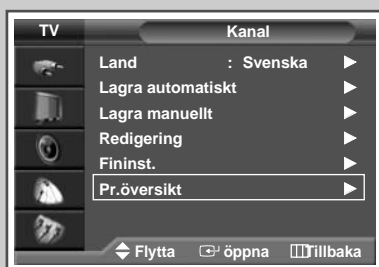 TV Kanal
Land : Svenska
Lagra automatiskt
Lagra manuellt
Redigering
Fininst.
Pr.översikt
Flytta öppna Tillbaka